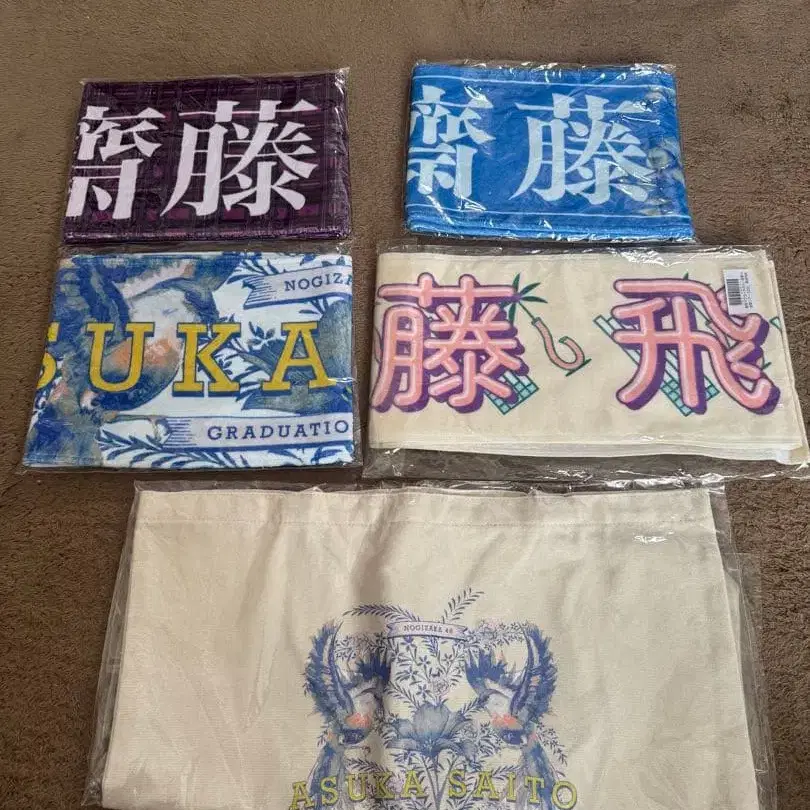 齋藤
齋藤
NOGIZA
SUKA
GRADUATIO
藤飛
NOGIZAKA 46
ASUKA SAITO